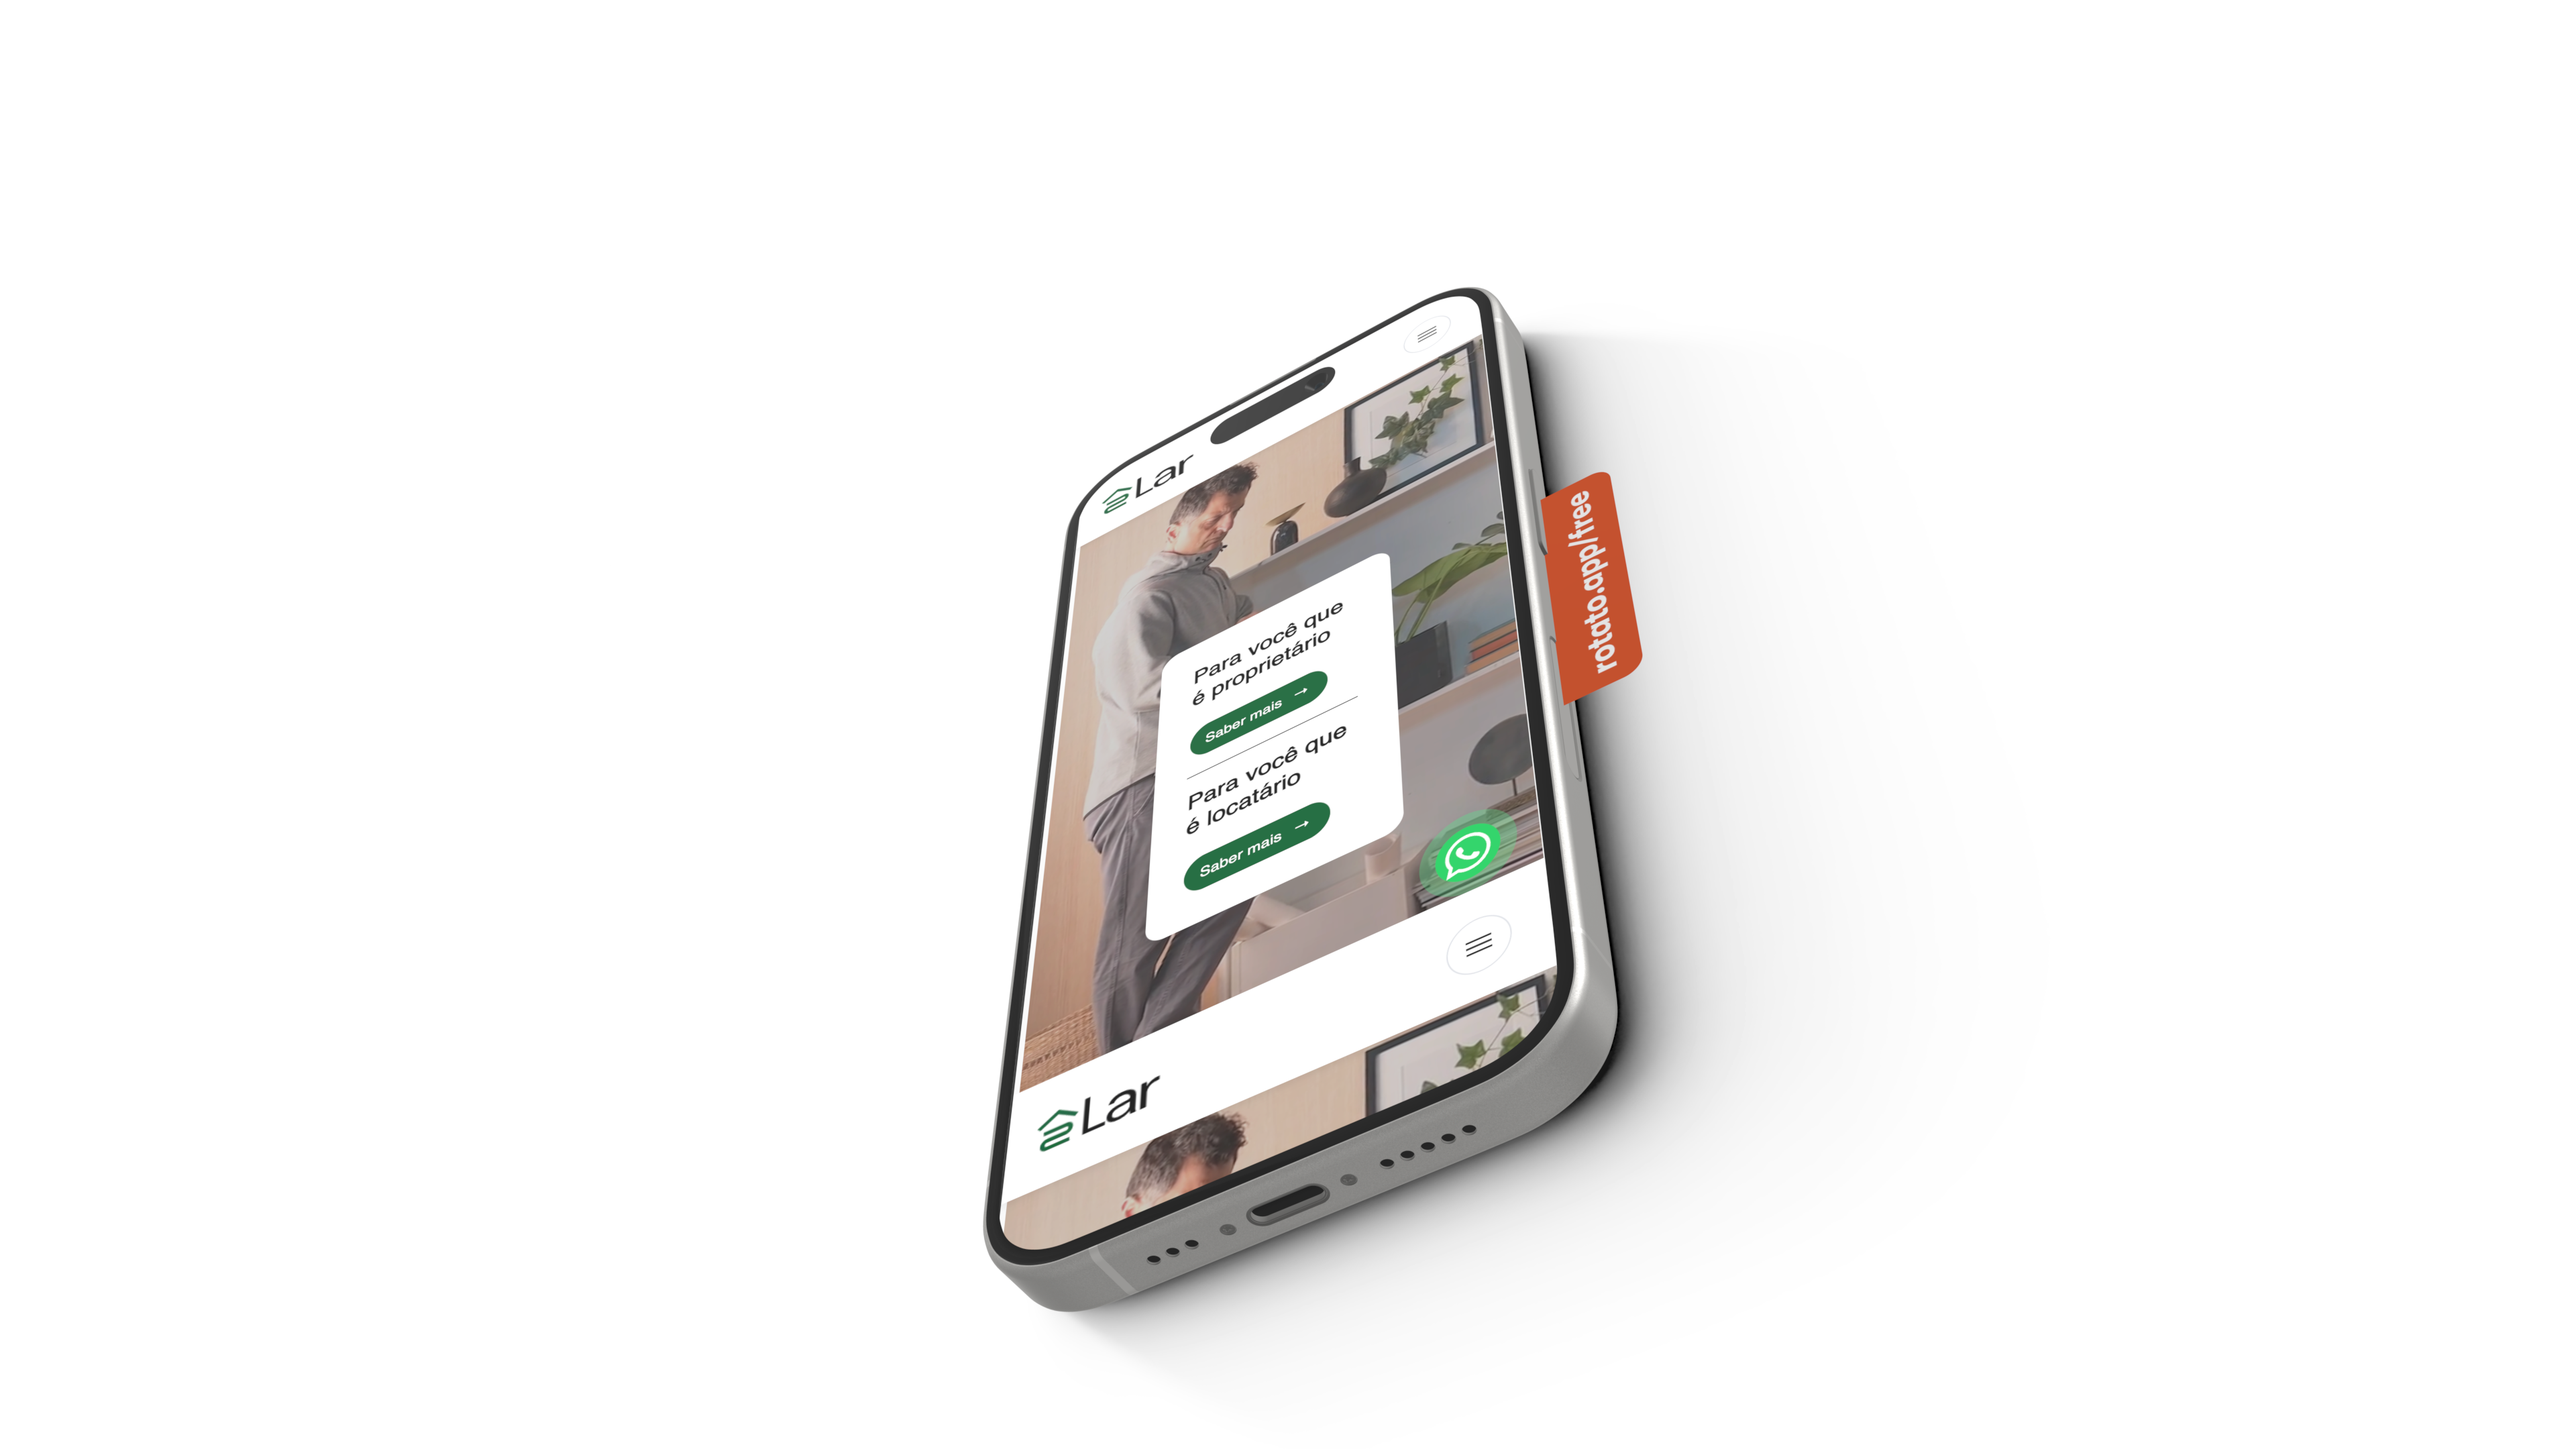 Lar
Para você que
é proprietário
Saber mais →
Para você que
é locatário
Saber mais →
Lar
rotato.app/free